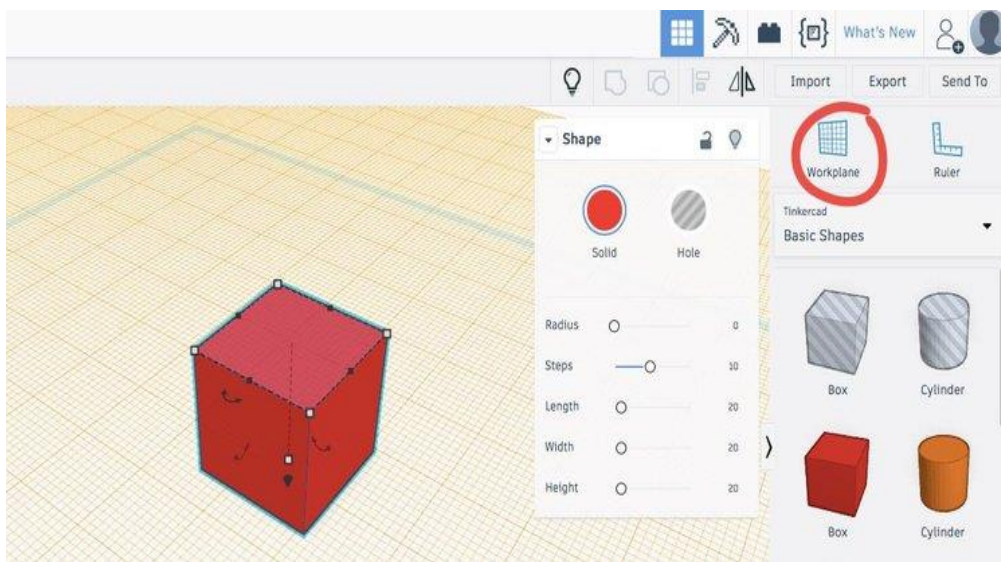 What's New
Import Export Send To
Shape
Workplane Ruler
Solid Hole
Tinkercad
Basic Shapes
Radius 0
Steps 10
Length 20
Width 20
Height 20
Box Cylinder
Box Cylinder